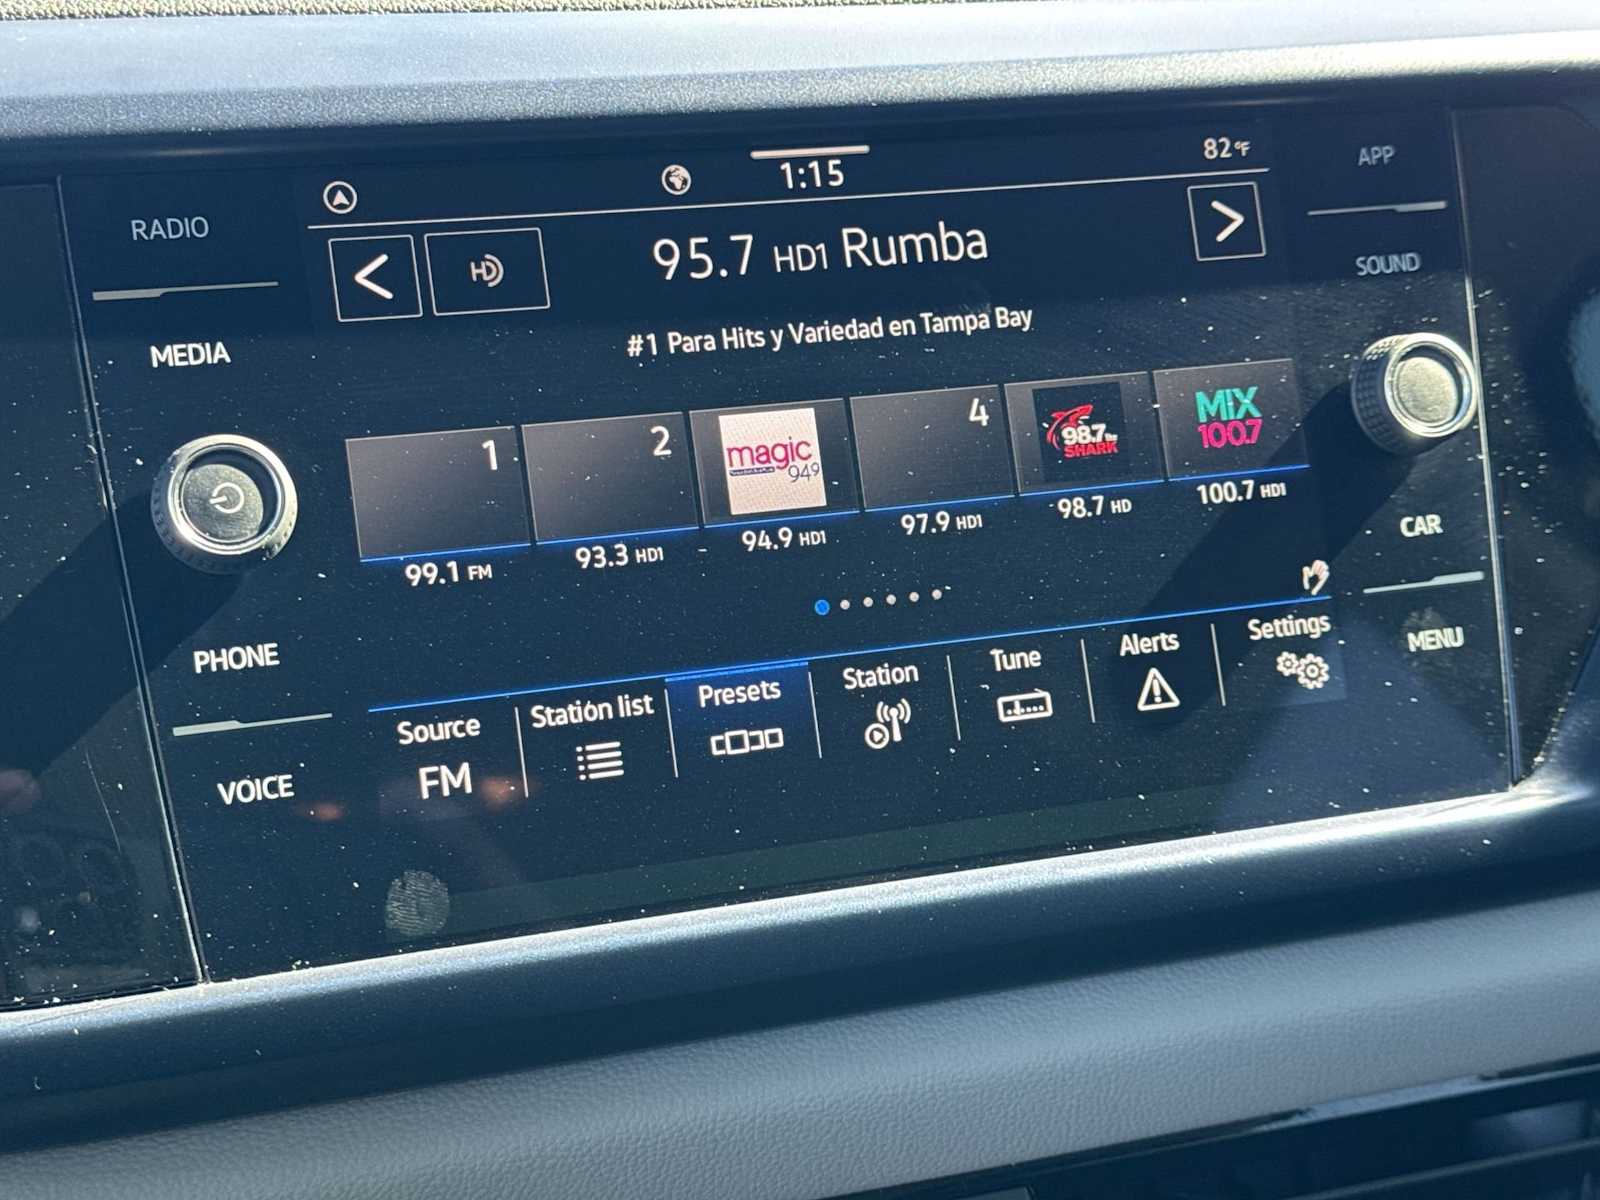 1:15
82°F
APP
RADIO
HD
95.7 HD1 Rumba
SOUND
#1 Para Hits y Variedad en Tampa Bay
MEDIA
1
2
magic
949
4
98.7
SHARK
MIX
100.7
99.1 FM
93.3 HD1
94.9 HD1
97.9 HD1
98.7 HD
100.7 HD1
CAR
PHONE
MENU
Source
Station list
Presets
Station
Tune
Alerts
Settings
FM
VOICE